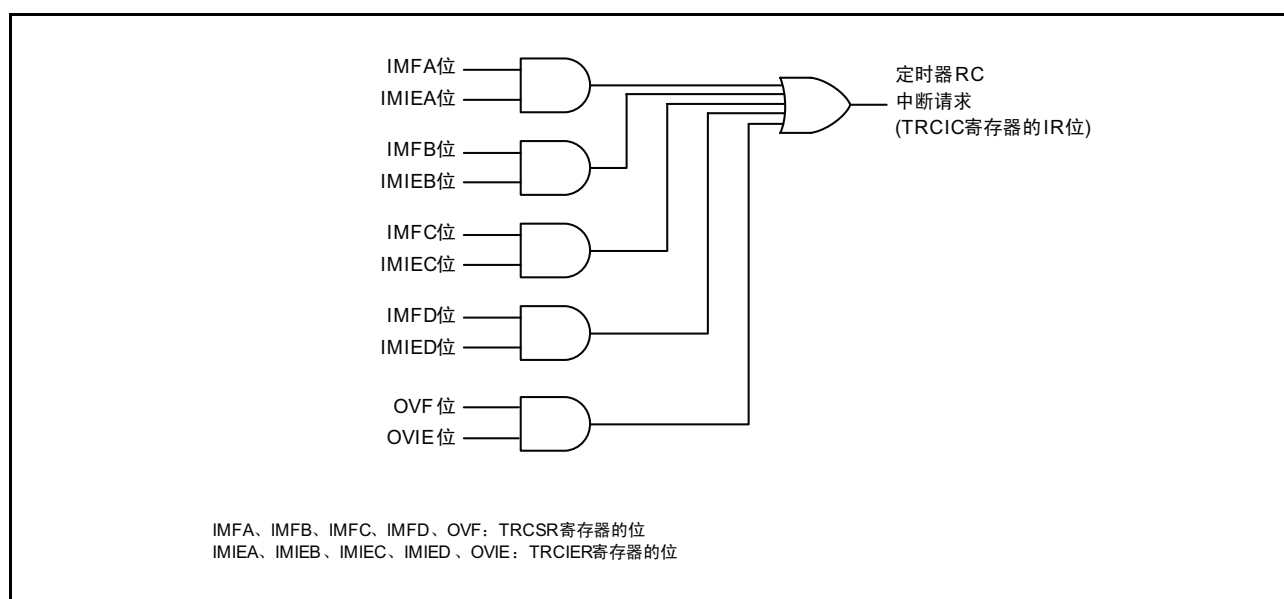 IMFA位
IMIEA位
IMFB位
IMIEB位
IMFC位
IMIEC位
IMFD位
IMIED位
OVF位
OVIE位
定时器RC
中断请求
(TRCIC寄存器的IR位)
IMFA、IMFB、IMFC、IMFD、OVF：TRCSR寄存器的位
IMIEA、IMIEB、IMIEC、IMIED、OVIE：TRCIER寄存器的位